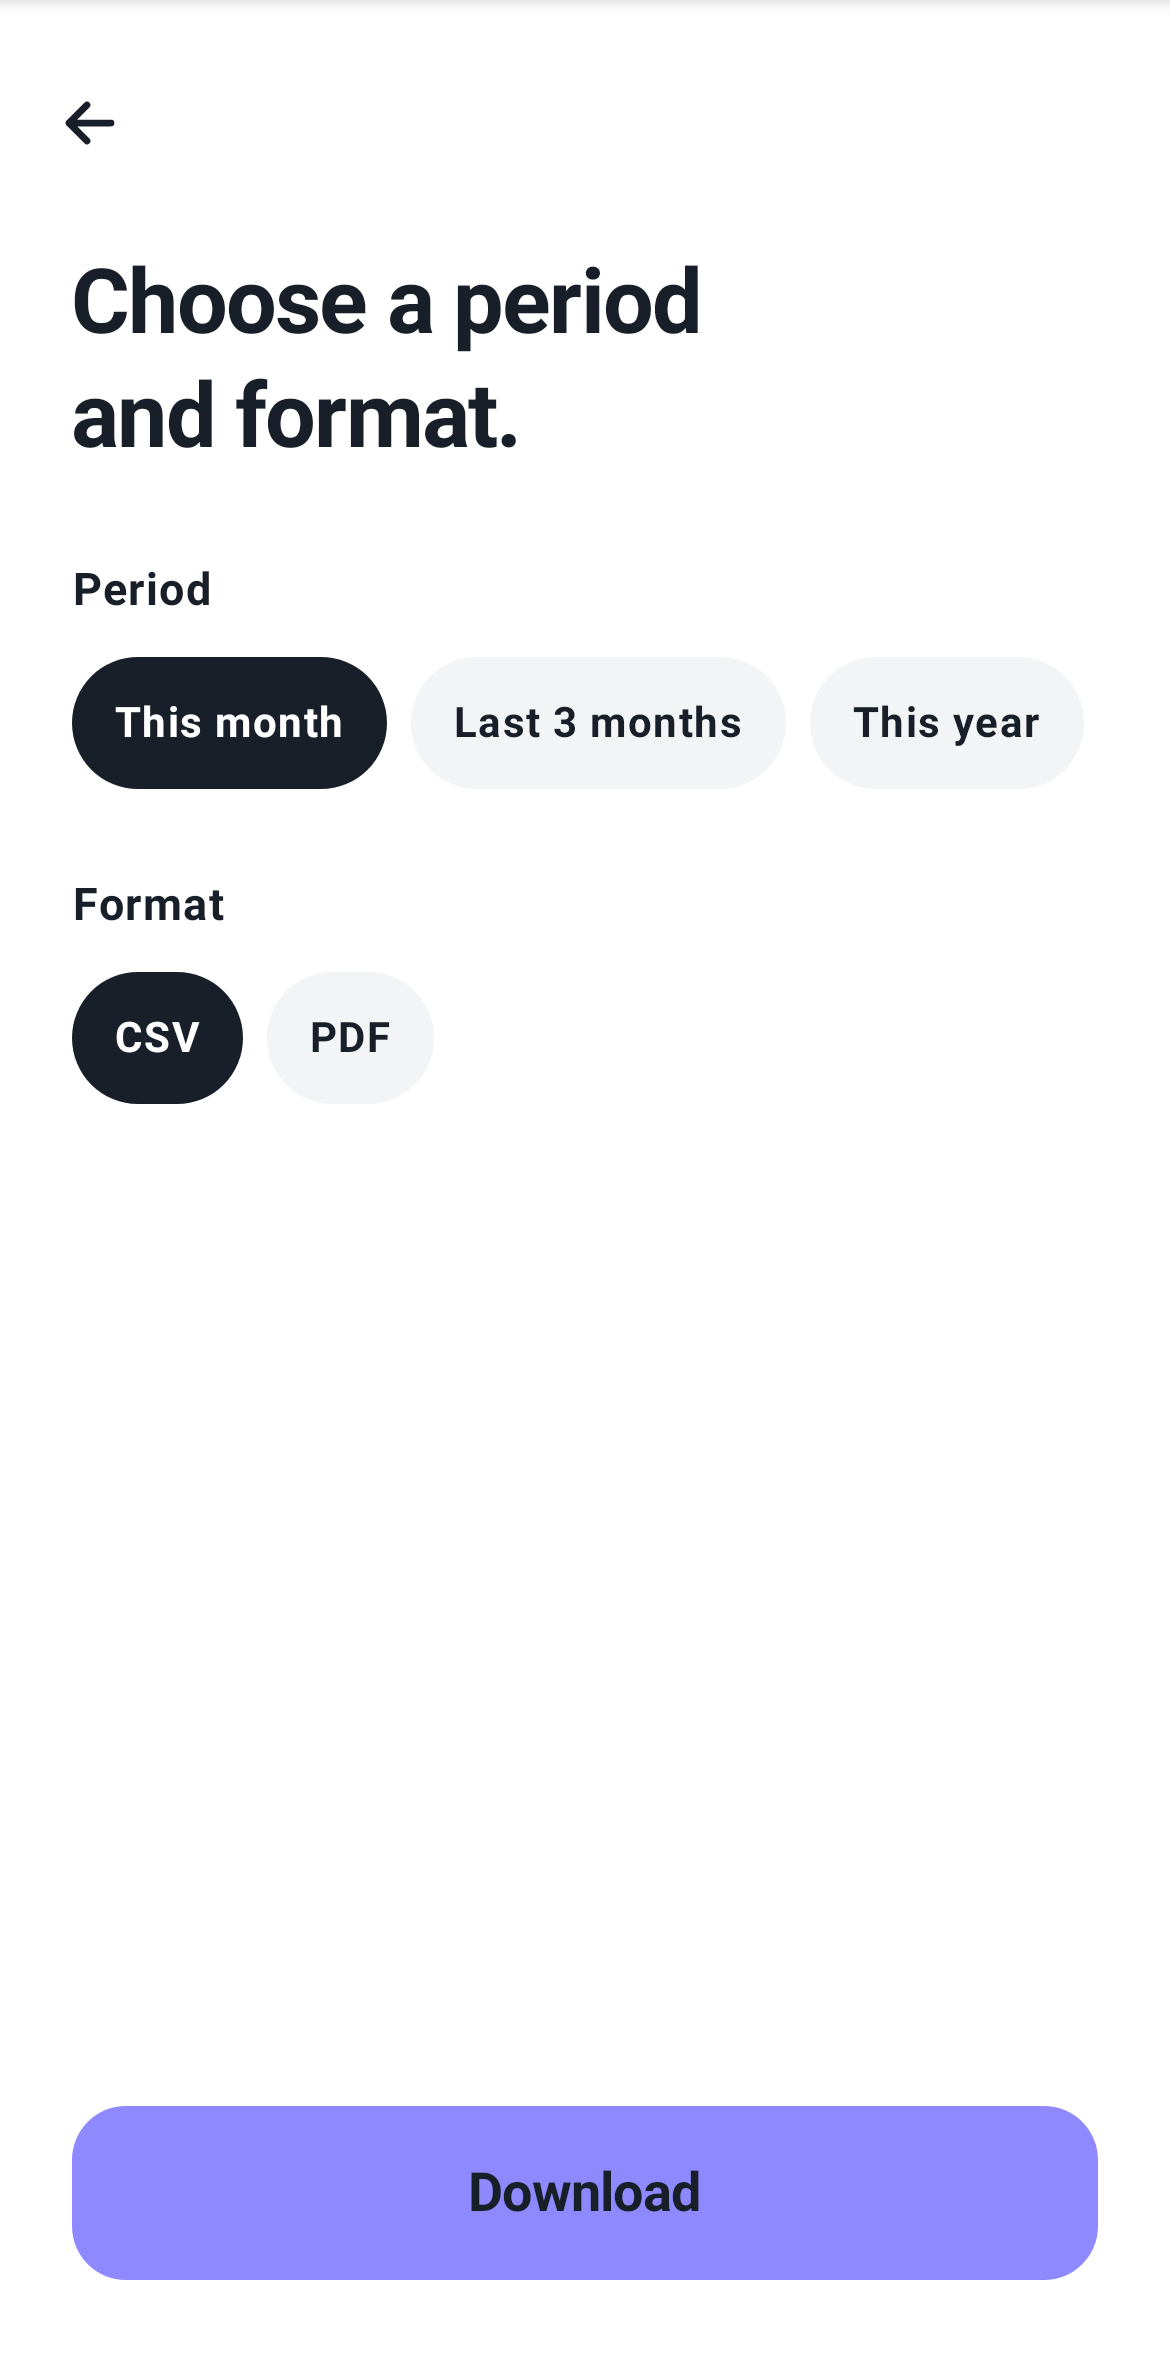 Choose a period
and format.
Period
This month Last 3 months This year
Format
CSV PDF
Download